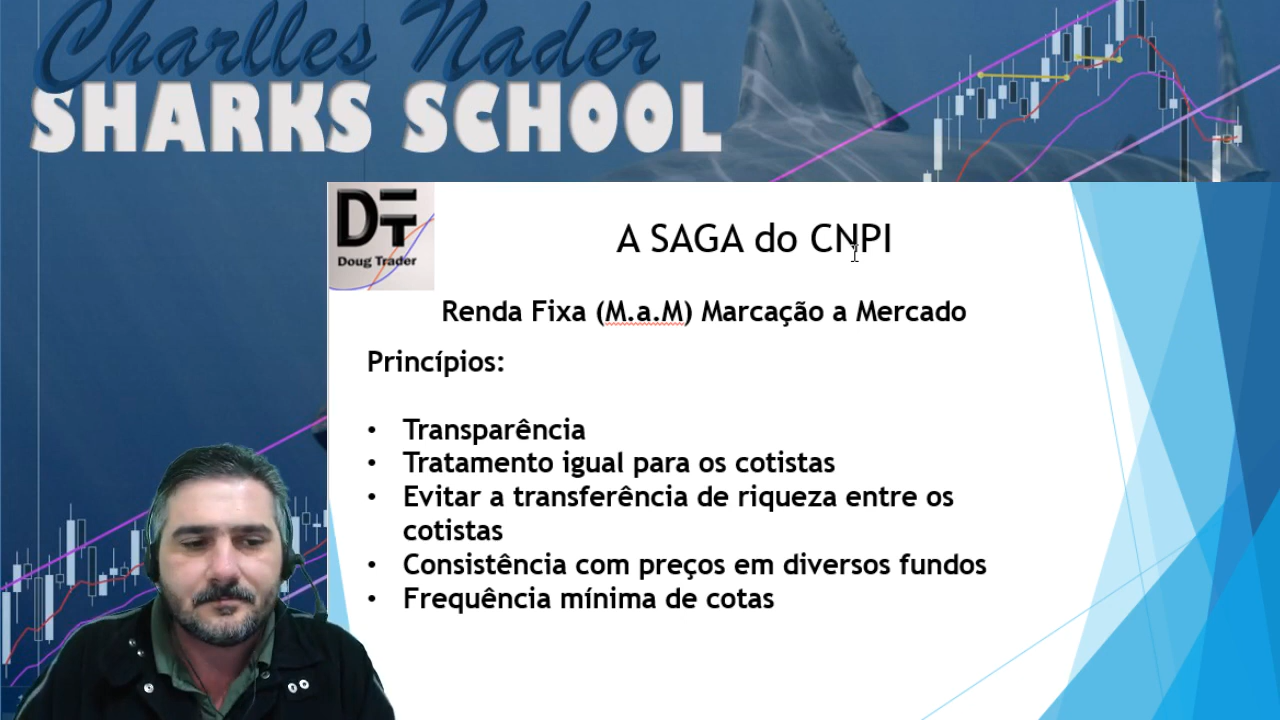 Charlles Nader
SHARKS SCHOOL
DT
Doug Trader
A SAGA do CNPI
Renda Fixa (M.a.M) Marcação a Mercado
Princípios:
• Transparência
• Tratamento igual para os cotistas
• Evitar a transferência de riqueza entre os
cotistas
• Consistência com preços em diversos fundos
• Frequência mínima de cotas